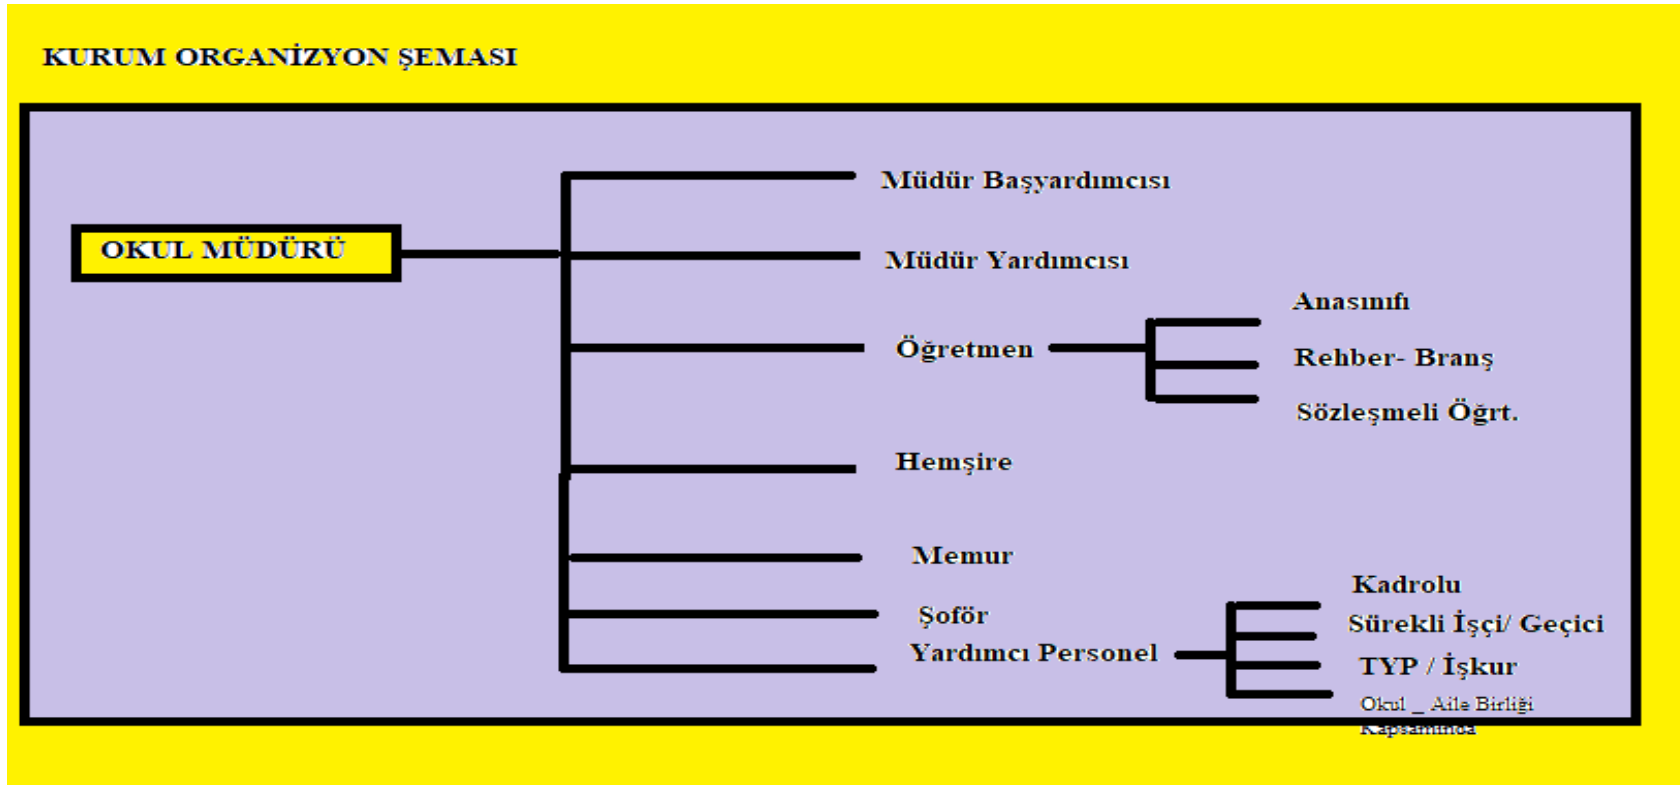 KURUM ORGANİZYON ŞEMASI
OKUL MÜDÜRÜ
Müdür Başyardımcısı
Müdür Yardımcısı
Öğretmen
Anasınıfı
Rehber- Branş
Sözleşmeli Öğrt.
Hemşire
Memur
Şoför
Yardımcı Personel
Kadrolu
Sürekli İşçi/ Geçici
TYP / İşkur
Okul _ Aile Birliği
Kapsamında